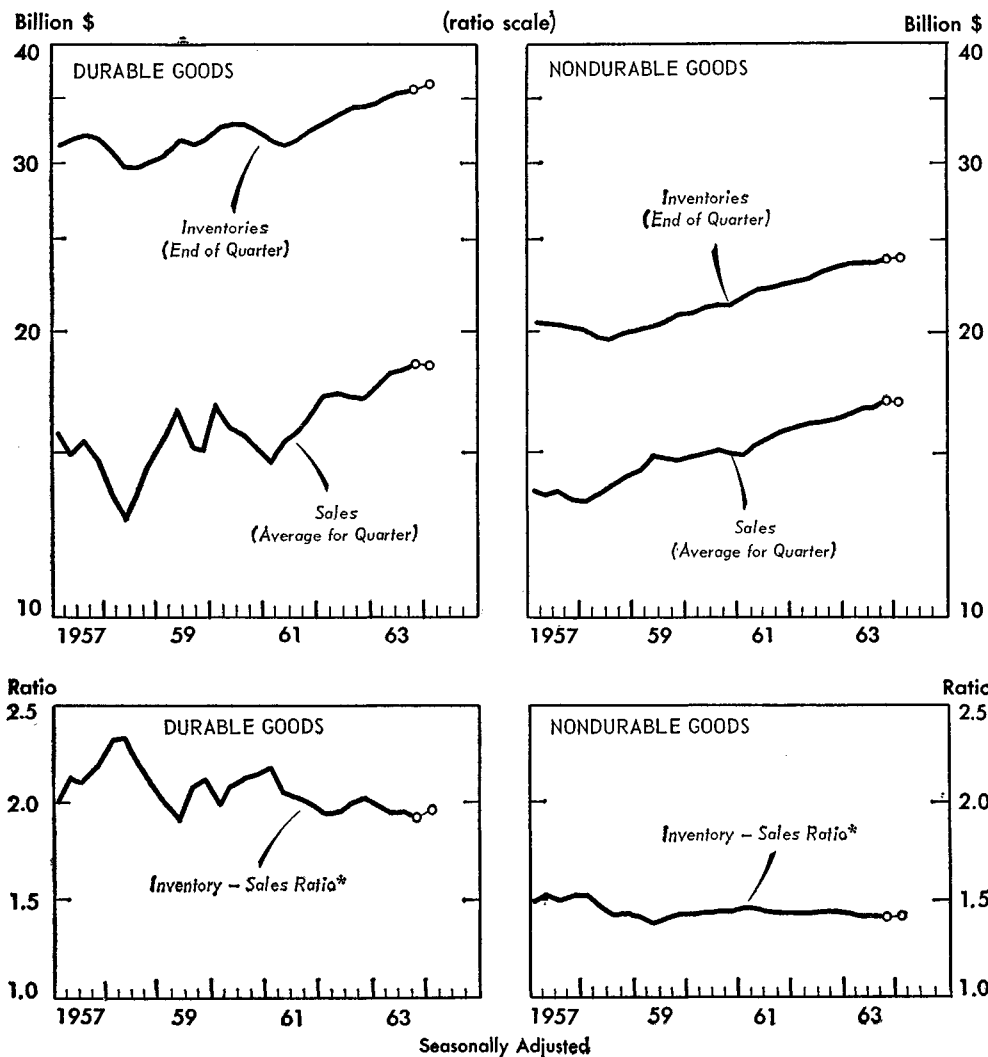 Billion $ (ratio scale) Billion $
40 DURABLE GOODS NONDURABLE GOODS 40
30 30
Inventories
(End of Quarter)
Inventories
(End of Quarter)
20 20
Sales
(Average for Quarter)
Sales
(Average for Quarter)
10 10
1957 59 61 63 1957 59 61 63
Ratio Ratio
2.5 DURABLE GOODS NONDURABLE GOODS 2.5
2.0 2.0
Inventory – Sales Ratio*
Inventory – Sales Ratio*
1.5 1.5
1.0 1.0
1957 59 61 63 1957 59 61 63
Seasonally Adjusted